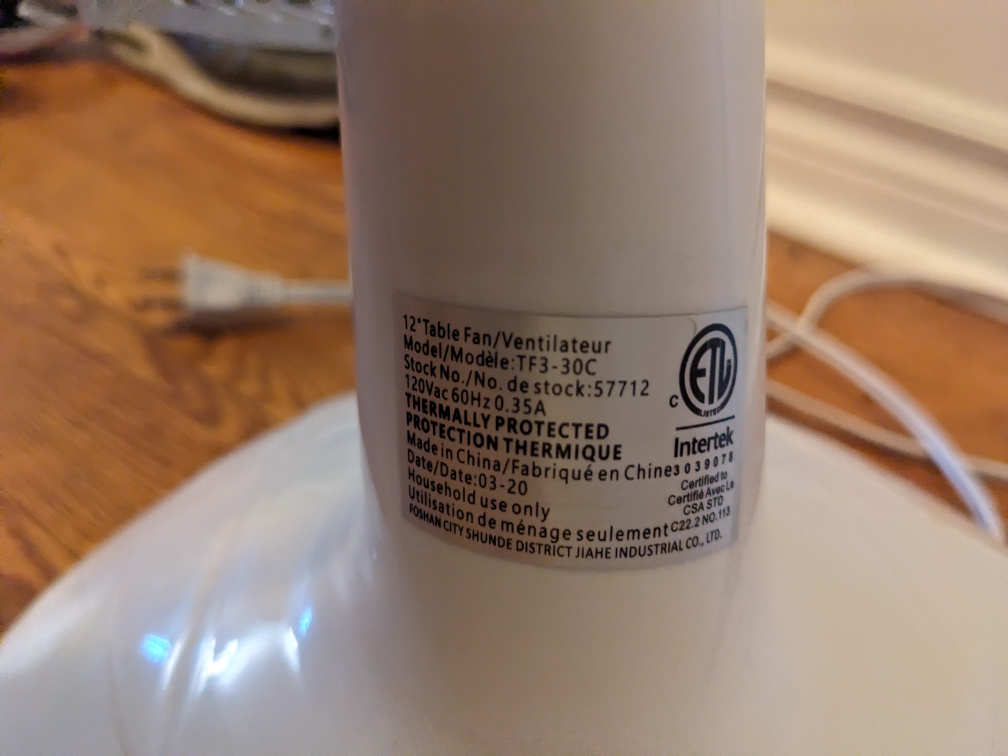 12"Table Fan/Ventilateur
Model/Modèle:TF3-30C
Stock No./No. de stock:57712
120Vac 60Hz 0.35A
THERMALLY PROTECTED
PROTECTION THERMIQUE
Made in China/Fabriqué en Chine
Date/Date:03-20
Household use only
Utilisation de ménage seulement
FOSHAN CITY SHUNDE DISTRICT JIAHE INDUSTRIAL CO., LTD.
ETL
C
LISTED
Intertek
3039078
Certified to
Certifié Avec Le
CSA STD
C22.2 NO.113